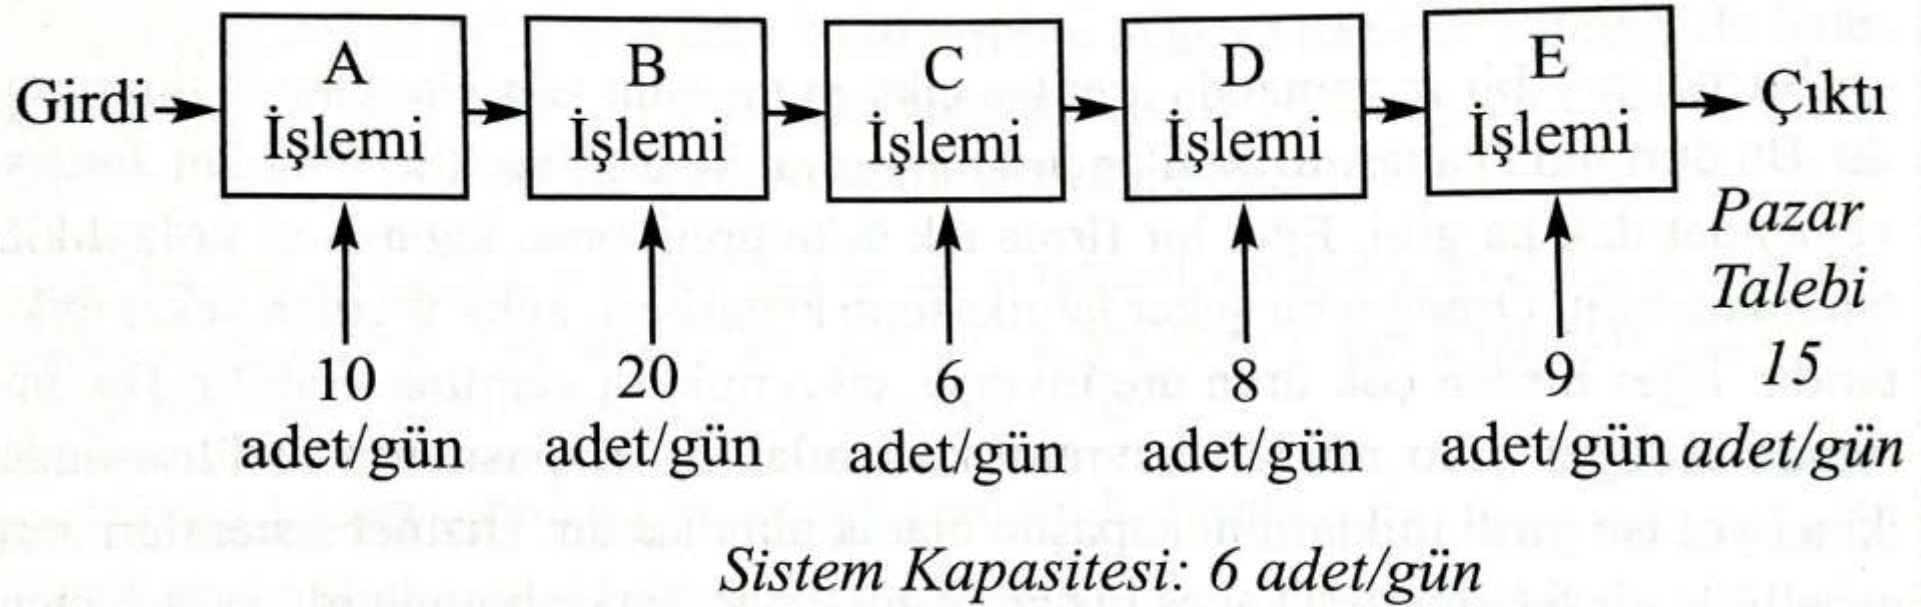 Girdi
A
İşlemi
B
İşlemi
C
İşlemi
D
İşlemi
E
İşlemi
Çıktı
Pazar
Talebi
15
adet/gün
10
adet/gün
20
adet/gün
6
adet/gün
8
adet/gün
9
adet/gün
Sistem Kapasitesi: 6 adet/gün